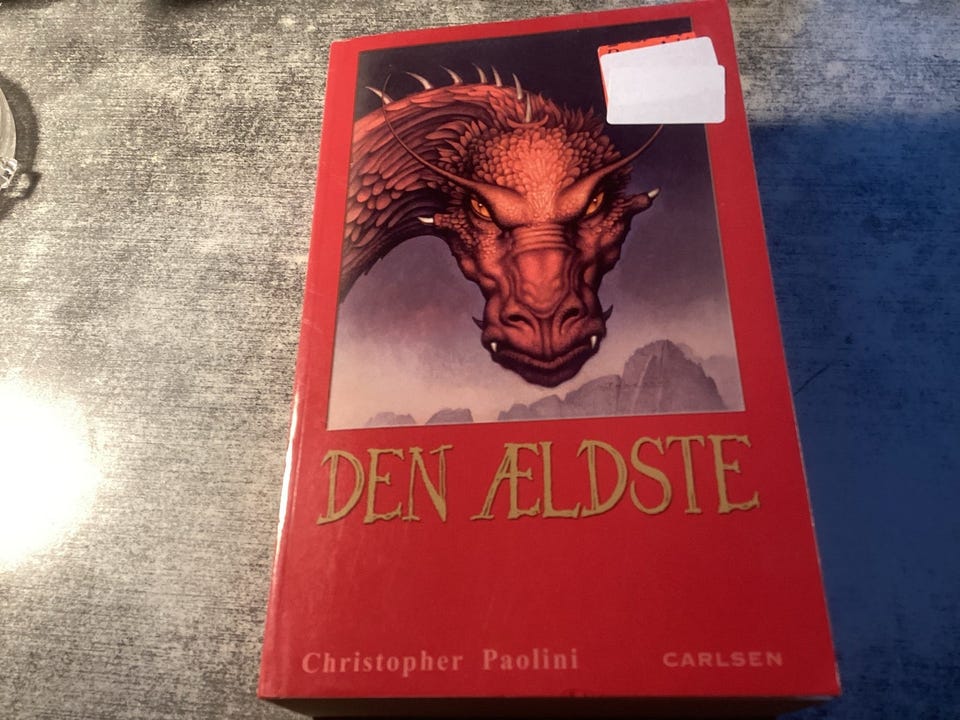 DEN ÆLDSTE
Christopher Paolini
CARLSEN